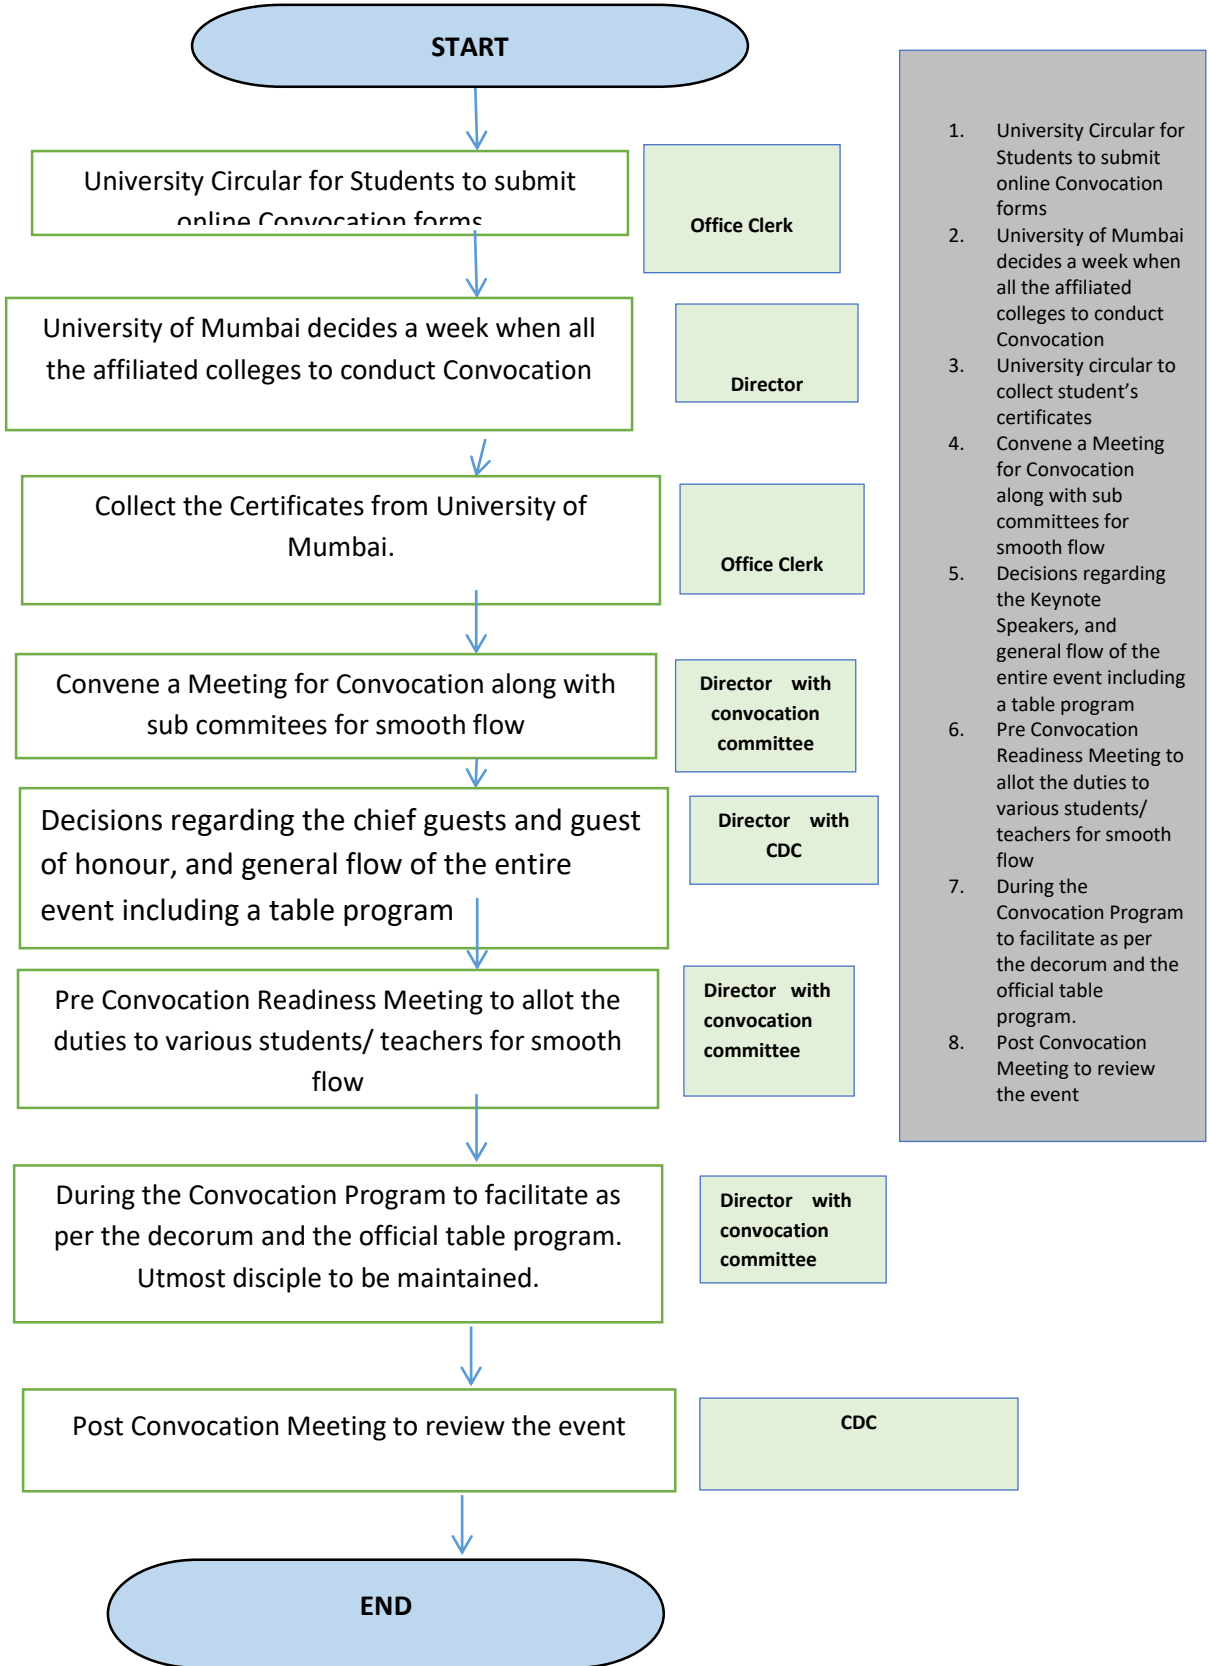 START
University Circular for Students to submit
online Convocation forms
Office Clerk
University of Mumbai decides a week when all
the affiliated colleges to conduct Convocation
Director
Collect the Certificates from University of
Mumbai.
Office Clerk
Convene a Meeting for Convocation along with
sub commitees for smooth flow
Director with
convocation
committee
Decisions regarding the chief guests and guest
of honour, and general flow of the entire
event including a table program
Director with
CDC
Pre Convocation Readiness Meeting to allot the
duties to various students/ teachers for smooth
flow
Director with
convocation
committee
During the Convocation Program to facilitate as
per the decorum and the official table program.
Utmost disciple to be maintained.
Director with
convocation
committee
Post Convocation Meeting to review the event
CDC
END
1. University Circular for
Students to submit
online Convocation
forms
2. University of Mumbai
decides a week when
all the affiliated
colleges to conduct
Convocation
3. University circular to
collect student’s
certificates
4. Convene a Meeting
for Convocation
along with sub
committees for
smooth flow
5. Decisions regarding
the Keynote
Speakers, and
general flow of the
entire event including
a table program
6. Pre Convocation
Readiness Meeting to
allot the duties to
various students/
teachers for smooth
flow
7. During the
Convocation Program
to facilitate as per
the decorum and the
official table
program.
8. Post Convocation
Meeting to review
the event